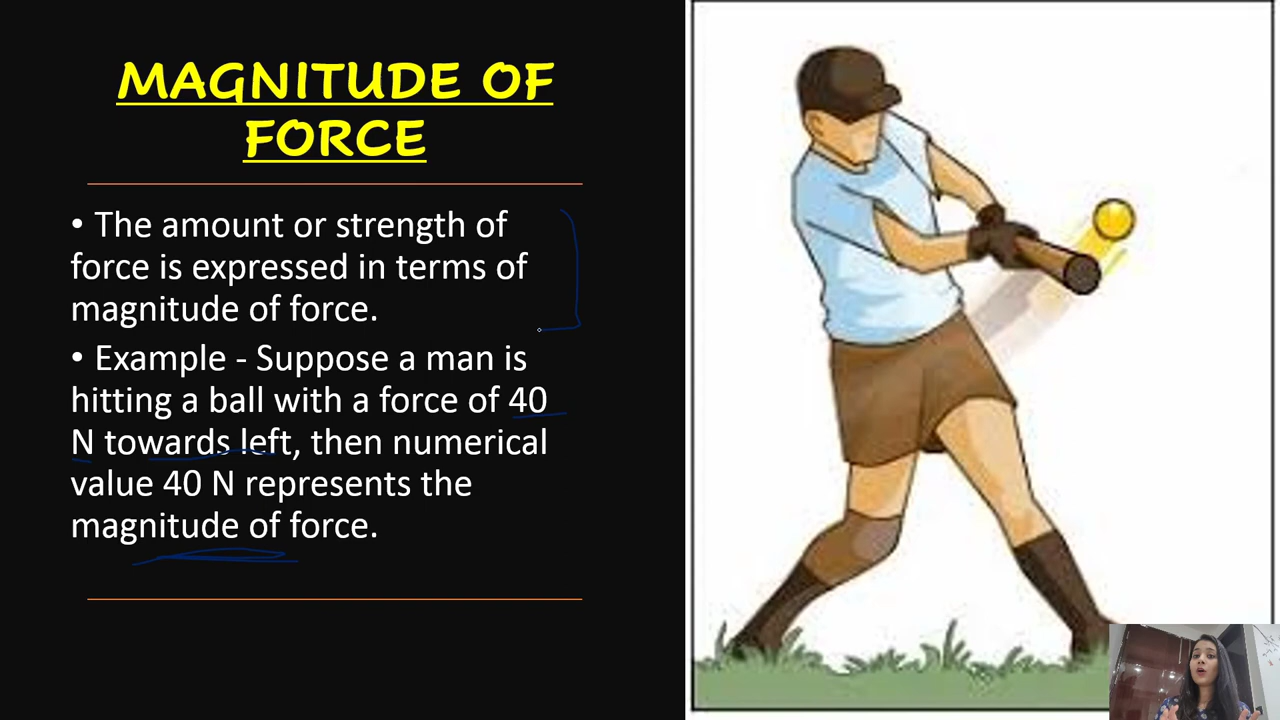 MAGNITUDE OF
FORCE
• The amount or strength of
force is expressed in terms of
magnitude of force.
• Example - Suppose a man is
hitting a ball with a force of 40
N towards left, then numerical
value 40 N represents the
magnitude of force.